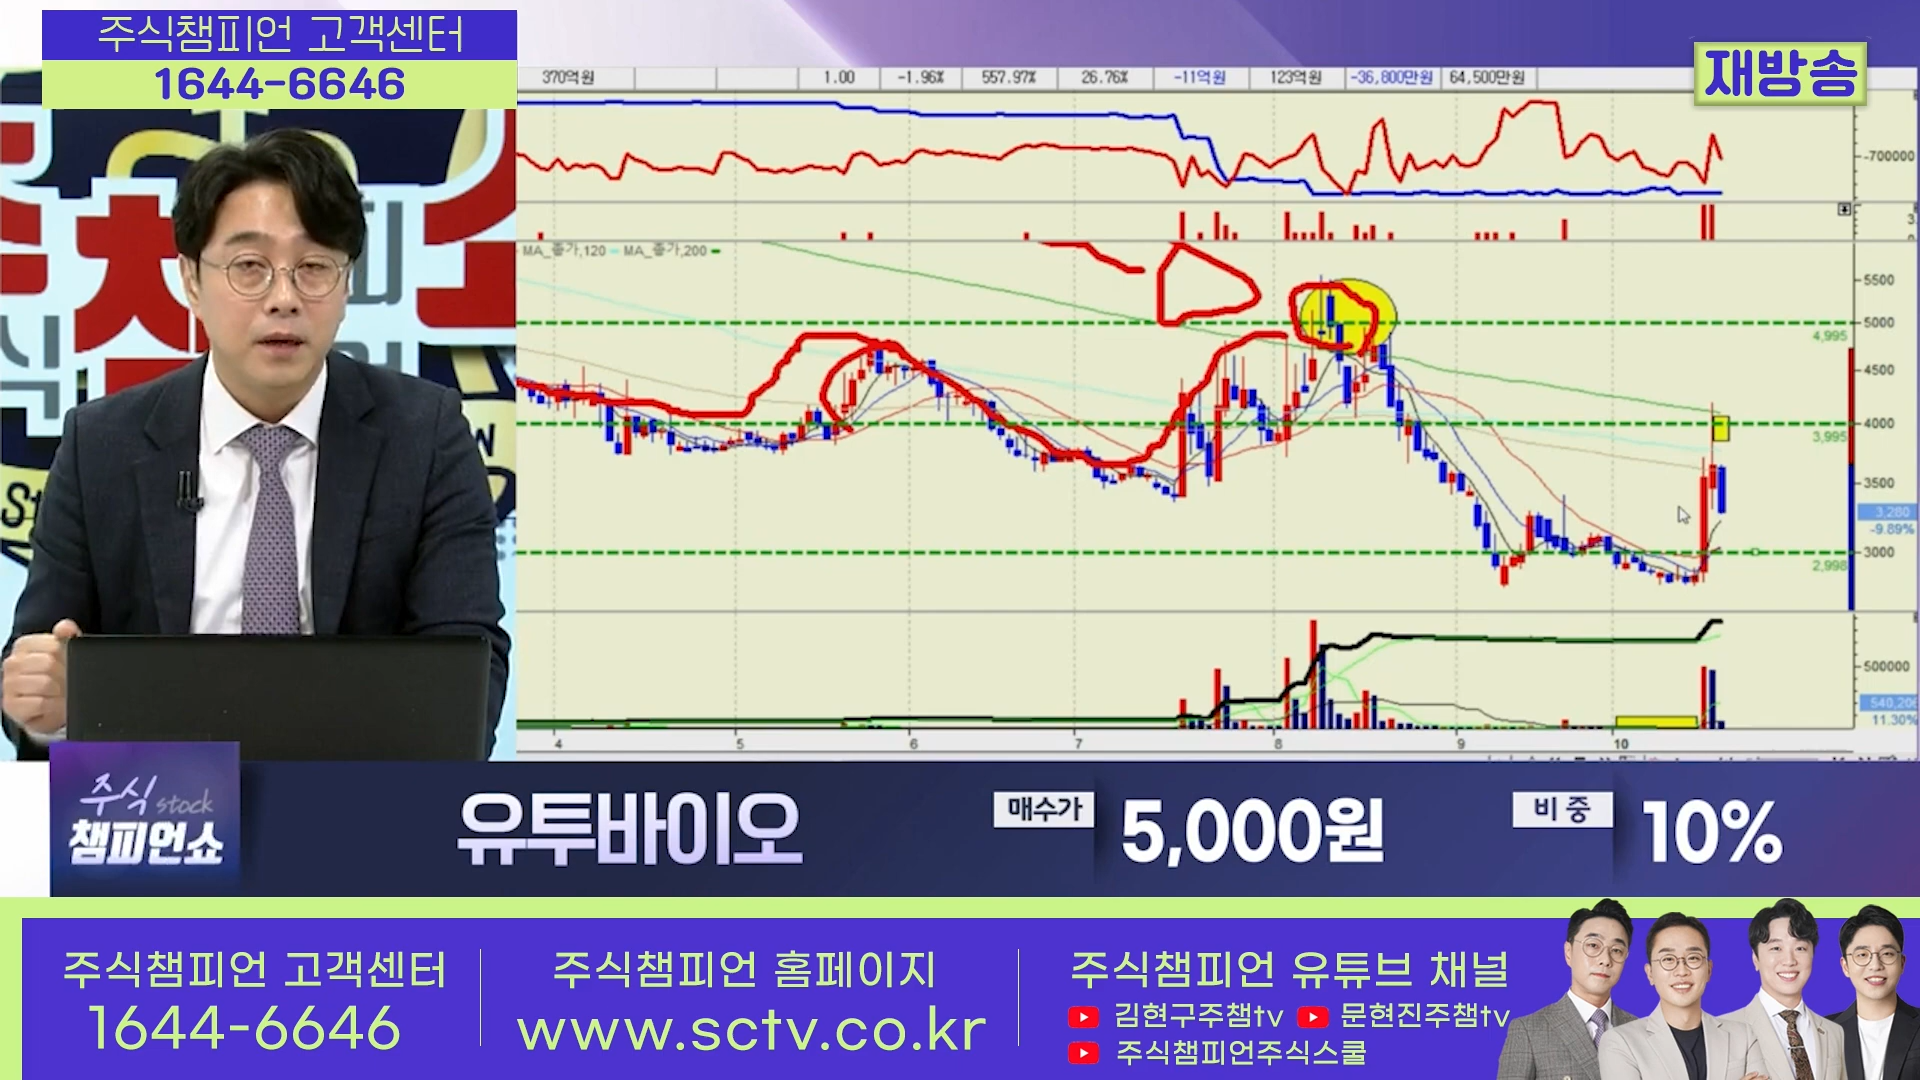 주식챔피언 고객센터
1644-6646
재방송
370억원 1.00 -1.96% 557.97% 26.76% -11억원 123억원 -36,800만원 64,500만원
-700000
MA_종가,120 MA_종가,200
5500
5000
4,995
4500
4000
3,995
3500
3,280
-9.89%
3000
2,998
500000
540,206
11.30%
4 5 6 7 8 9 10
주식 stock
챔피언쇼
유투바이오
매수가 5,000원
비중 10%
주식챔피언 고객센터
1644-6646
주식챔피언 홈페이지
www.sctv.co.kr
주식챔피언 유튜브 채널
김현구주챔tv 문현진주챔tv
주식챔피언주식스쿨